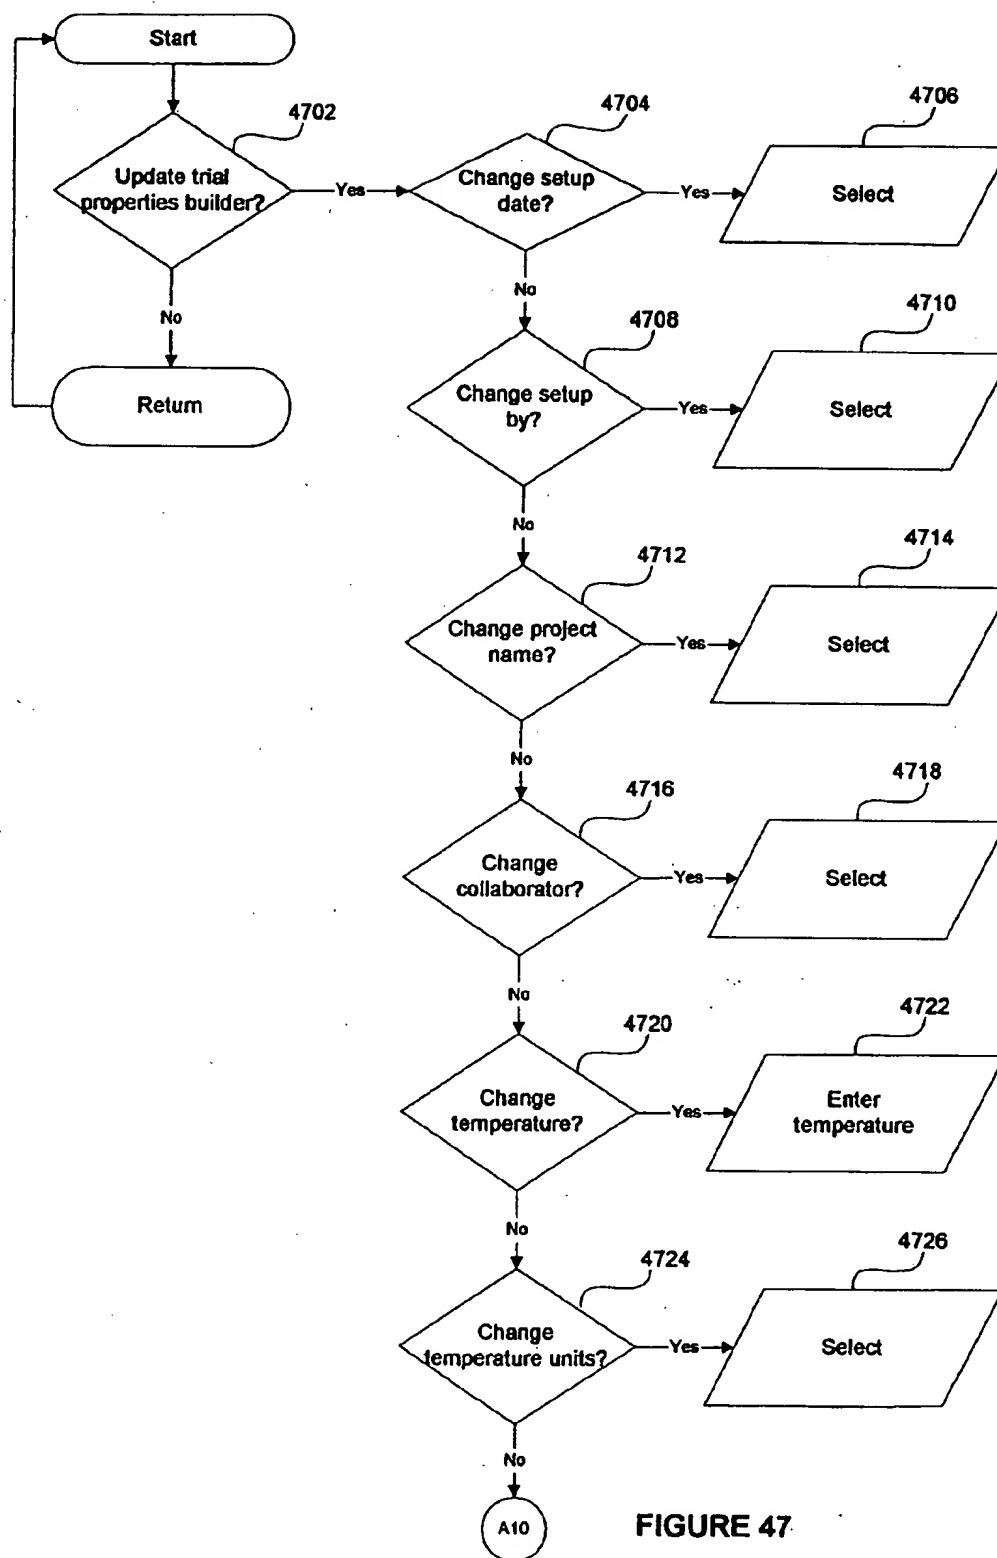 Start
4702
Update trial
properties builder?
Yes
No
Return
4704
Change setup
date?
Yes
4706
Select
No
4708
Change setup
by?
Yes
4710
Select
No
4712
Change project
name?
Yes
4714
Select
No
4716
Change
collaborator?
Yes
4718
Select
No
4720
Change
temperature?
Yes
4722
Enter
temperature
No
4724
Change
temperature units?
Yes
4726
Select
No
A10
FIGURE 47